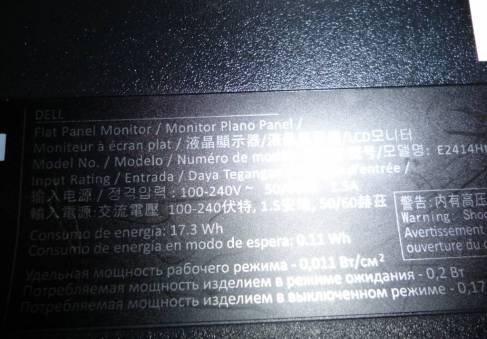 DELL
Flat Panel Monitor / Monitor Plano Panel /
Moniteur à écran plat / 液晶顯示器/ LCD모니터
Model No. / Modelo / Numéro de 모델명: E2414H
Input Rating / Entrada / Daya d'entrée /
输入电源 / 정격입력: 100-240V~ 1.5A
輸入電源:交流電壓 100-240伏特, 1.5安培, 50/60赫茲
Consumo de energía: 17.3 Wh
Consumo de energía en modo de espera: 0.11 Wh
Удельная мощность рабочего режима - 0,011 Вт/см²
Потребляемая мощность изделием в режиме ожидания - 0,2 Вт
Потребляемая мощность изделием в выключенном режиме - 0,17
警告:内有高压
Warning Shoc
Avertissement
ouverture du c